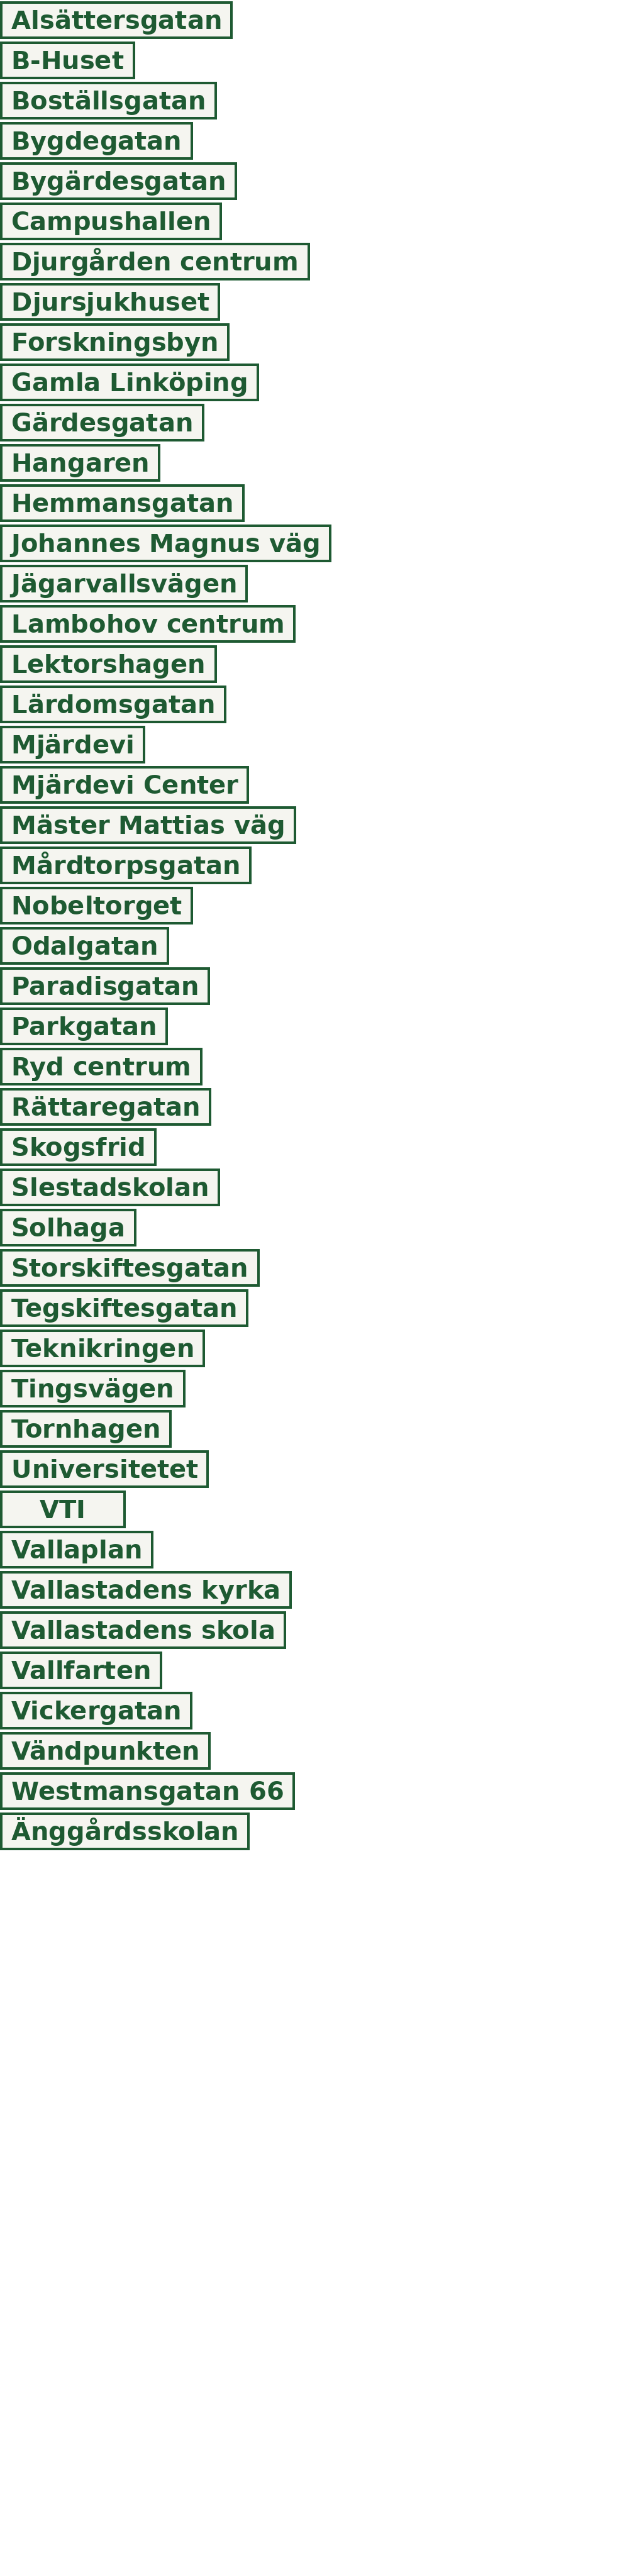 Alsättersgatan
B-Huset
Boställsgatan
Bygdegatan
Bygärdesgatan
Campushallen
Djurgården centrum
Djursjukhuset
Forskningsbyn
Gamla Linköping
Gärdesgatan
Hangaren
Hemmansgatan
Johannes Magnus väg
Jägarvallsvägen
Lambohov centrum
Lektorshagen
Lärdomsgatan
Mjärdevi
Mjärdevi Center
Mäster Mattias väg
Mårdtorpsgatan
Nobeltorget
Odalgatan
Paradisgatan
Parkgatan
Ryd centrum
Rättaregatan
Skogsfrid
Slestadskolan
Solhaga
Storskiftesgatan
Tegskiftesgatan
Teknikringen
Tingsvägen
Tornhagen
Universitetet
VTI
Vallaplan
Vallastadens kyrka
Vallastadens skola
Vallfarten
Vickergatan
Vändpunkten
Westmansgatan 66
Änggårdsskolan